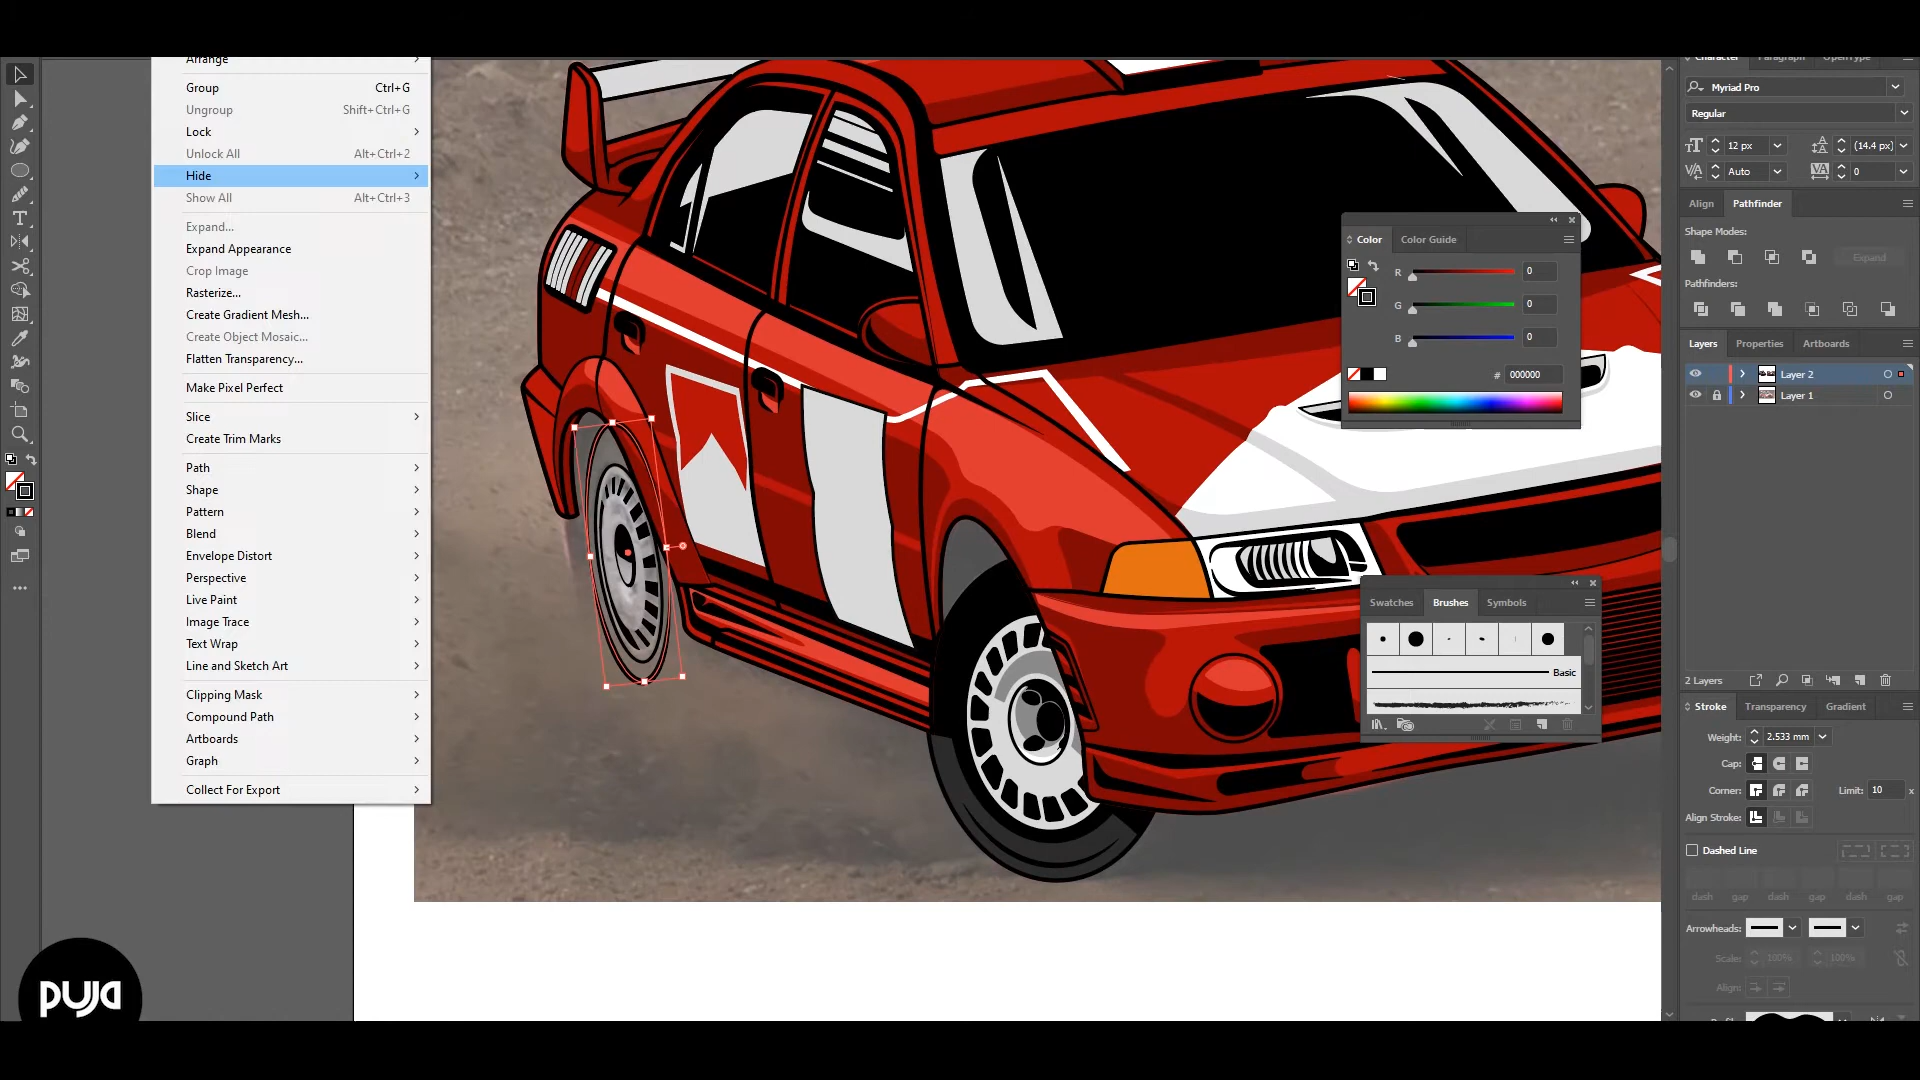 Arrange
Group Ctrl+G
Ungroup Shift+Ctrl+G
Lock
Unlock All Alt+Ctrl+2
Hide
Show All Alt+Ctrl+3
Expand...
Expand Appearance
Crop Image
Rasterize...
Create Gradient Mesh...
Create Object Mosaic...
Flatten Transparency...
Make Pixel Perfect
Slice
Create Trim Marks
Path
Shape
Pattern
Blend
Envelope Distort
Perspective
Live Paint
Image Trace
Text Wrap
Line and Sketch Art
Clipping Mask
Compound Path
Artboards
Graph
Collect For Export
puja
Color Color Guide
R 0
G 0
B 0
# 000000
Swatches Brushes Symbols
Basic
Character Paragraph OpenType
Myriad Pro
Regular
12 px (14.4 px)
Auto 0
Align Pathfinder
Shape Modes:
Expand
Pathfinders:
Layers Properties Artboards
Layer 2
Layer 1
2 Layers
Stroke Transparency Gradient
Weight: 2.533 mm
Cap:
Corner: Limit: 10 x
Align Stroke:
Dashed Line
dash gap dash gap dash gap
Arrowheads:
Scale: 100% 100%
Align: